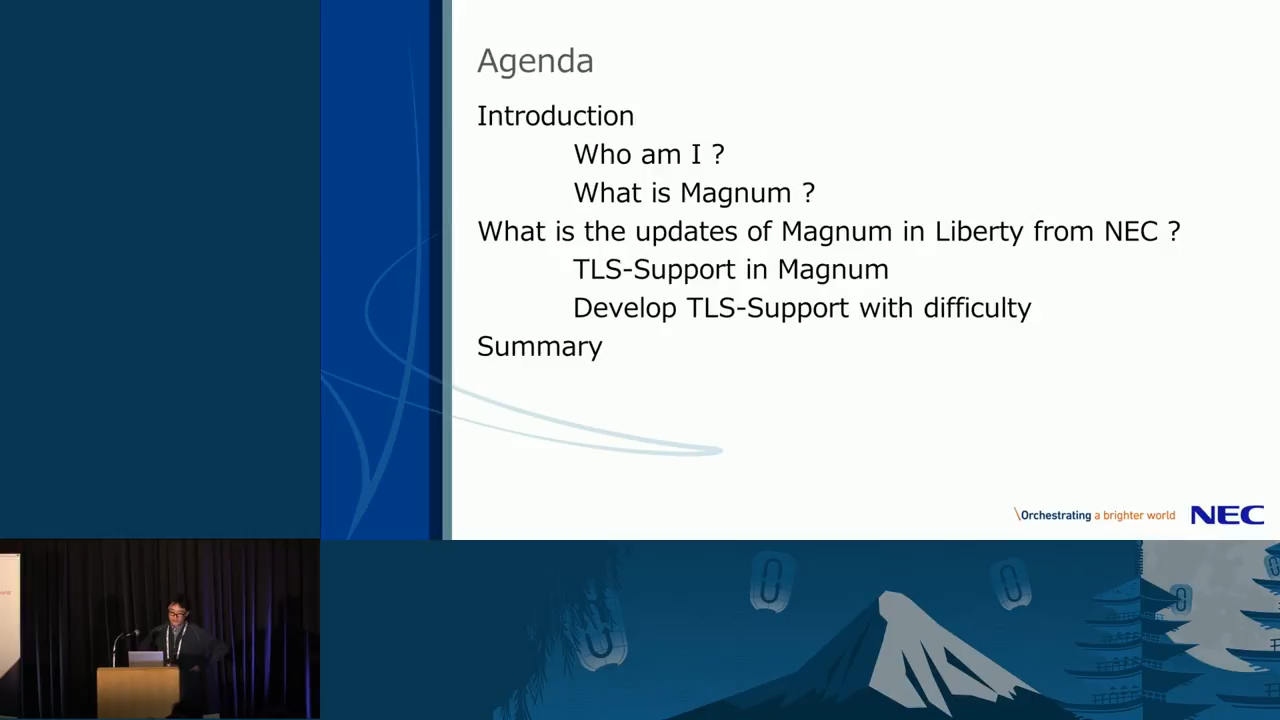 Agenda
Introduction
Who am I ?
What is Magnum ?
What is the updates of Magnum in Liberty from NEC ?
TLS-Support in Magnum
Develop TLS-Support with difficulty
Summary
\Orchestrating a brighter world NEC